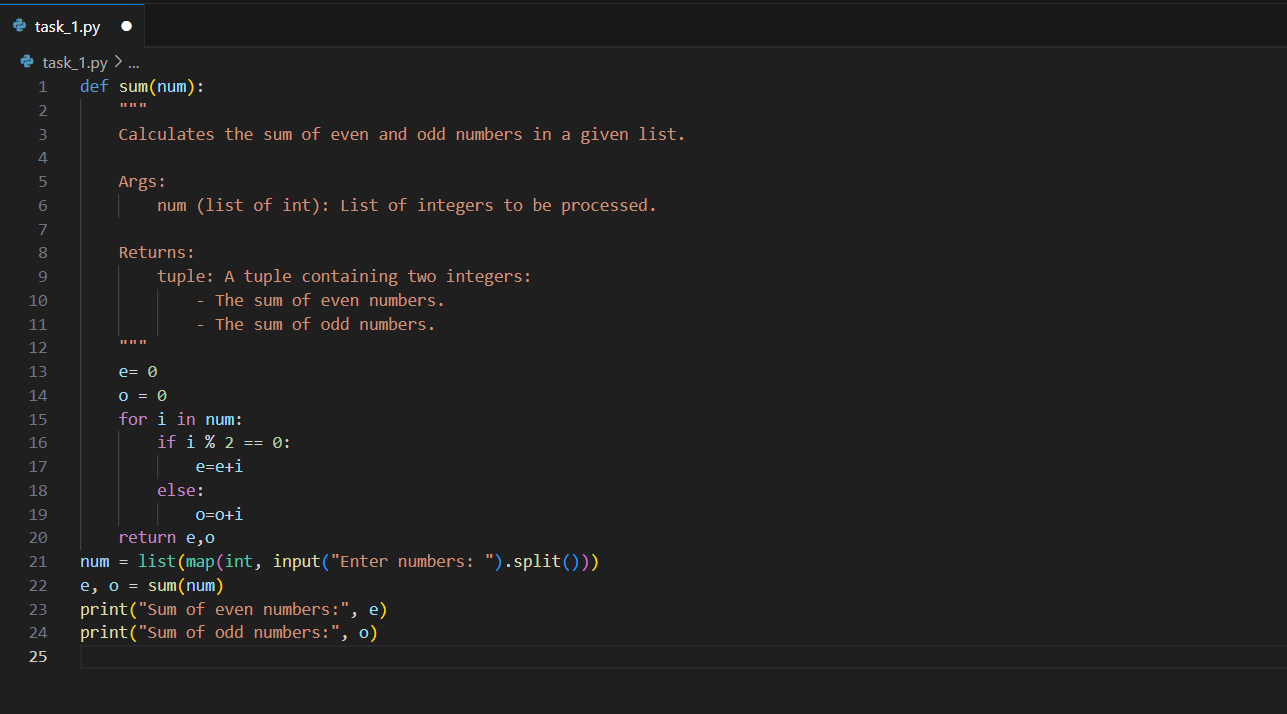 task_1.py
task_1.py > ...
1 def sum(num):
2     """
3     Calculates the sum of even and odd numbers in a given list.
4
5     Args:
6         num (list of int): List of integers to be processed.
7
8     Returns:
9         tuple: A tuple containing two integers:
10             - The sum of even numbers.
11             - The sum of odd numbers.
12     """
13     e= 0
14     o = 0
15     for i in num:
16         if i % 2 == 0:
17             e=e+i
18         else:
19             o=o+i
20     return e,o
21 num = list(map(int, input("Enter numbers: ").split()))
22 e, o = sum(num)
23 print("Sum of even numbers:", e)
24 print("Sum of odd numbers:", o)
25